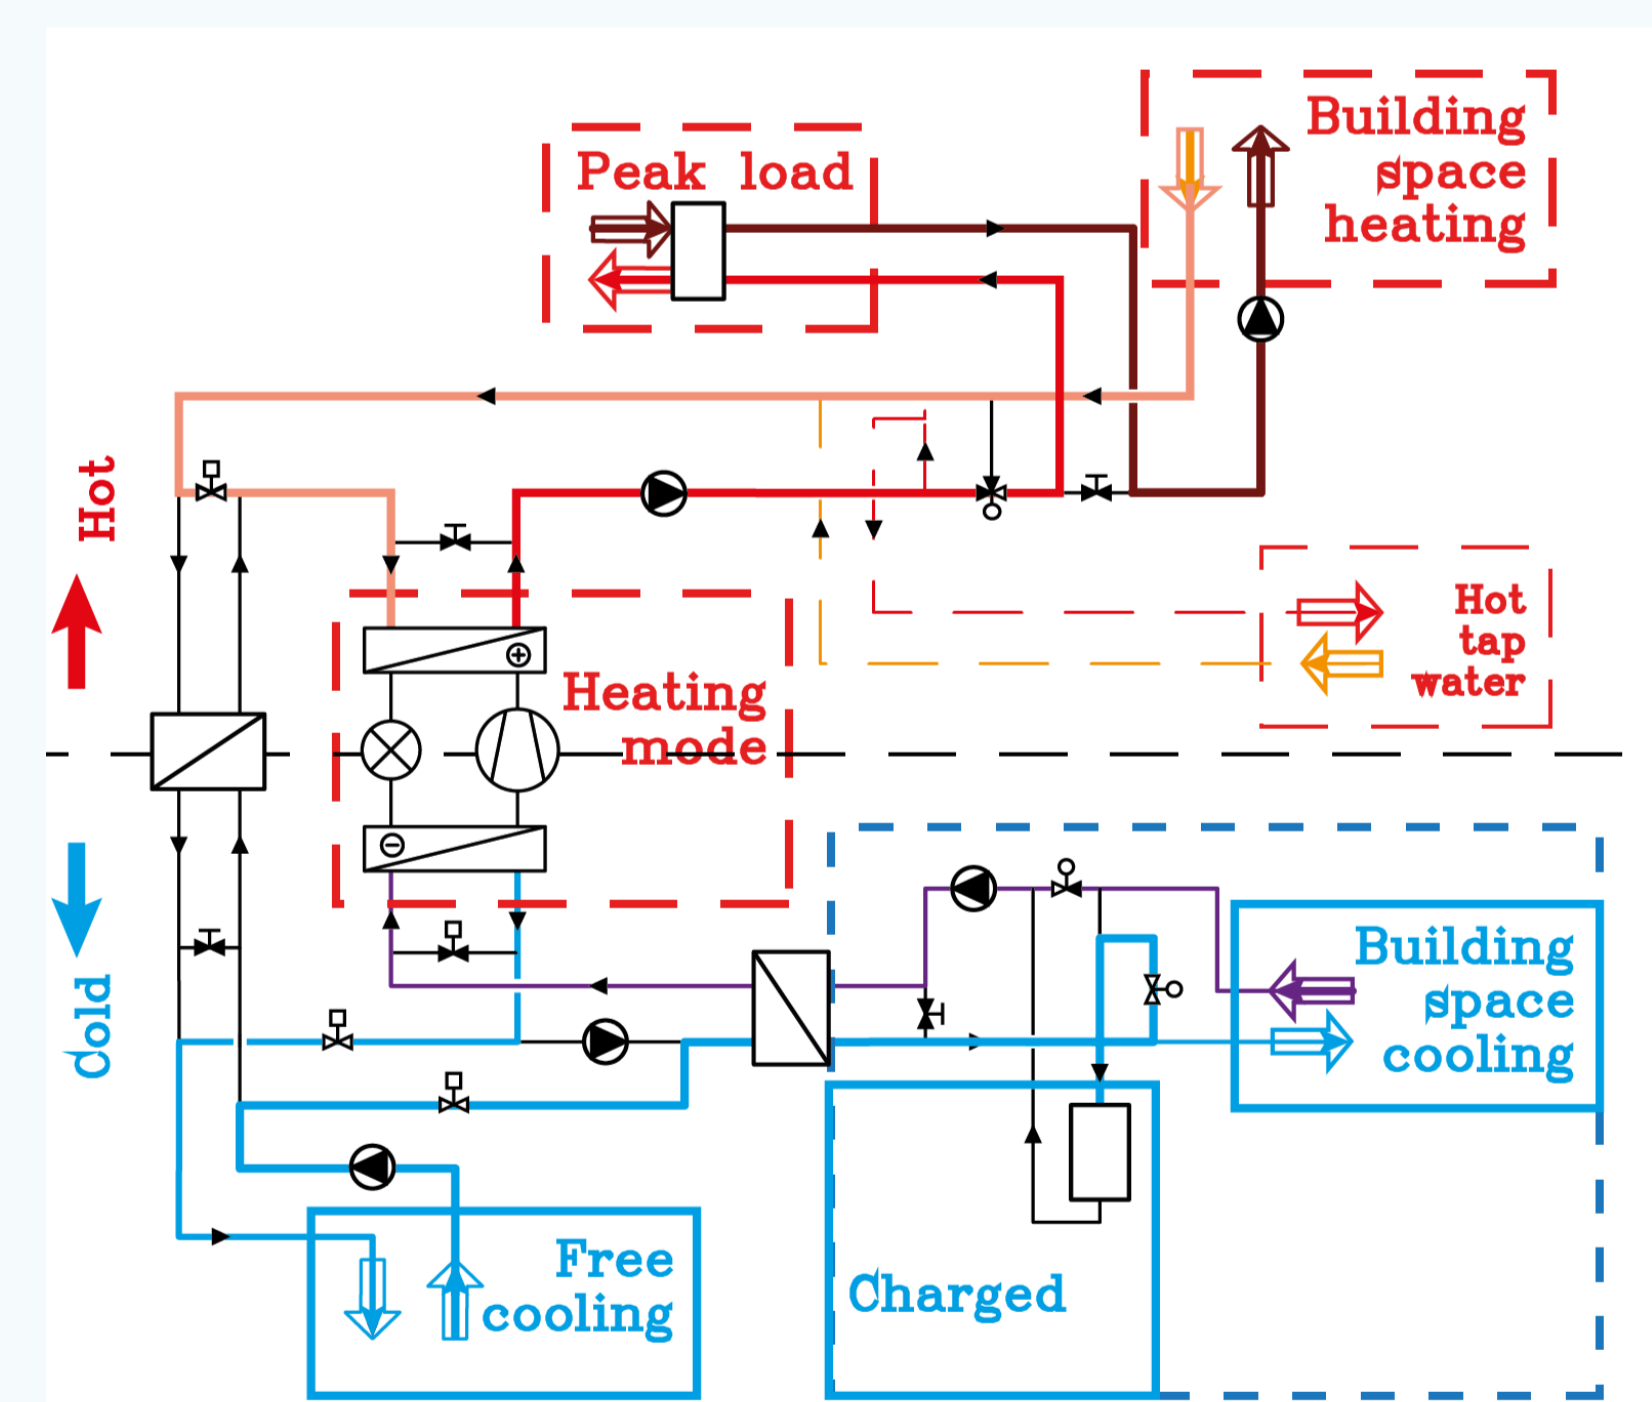 Building
space
heating
Peak load
Hot
Hot
tap
water
Heating
mode
Cold
Building
space
cooling
Free
cooling
Charged